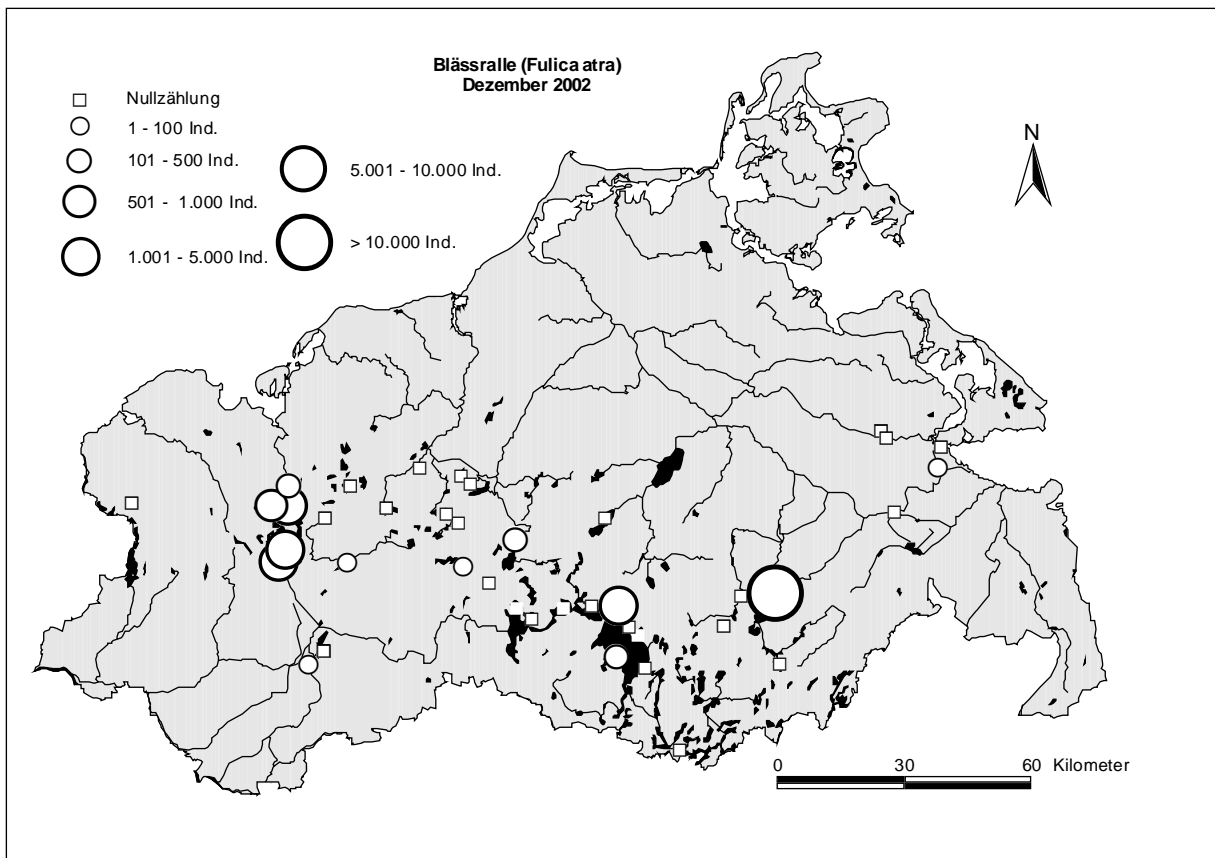 Blässralle (Fulica atra)
Dezember 2002
Nullzählung
1 - 100 Ind.
101 - 500 Ind.
501 - 1.000 Ind.
1.001 - 5.000 Ind.
5.001 - 10.000 Ind.
> 10.000 Ind.
N
0 30 60 Kilometer